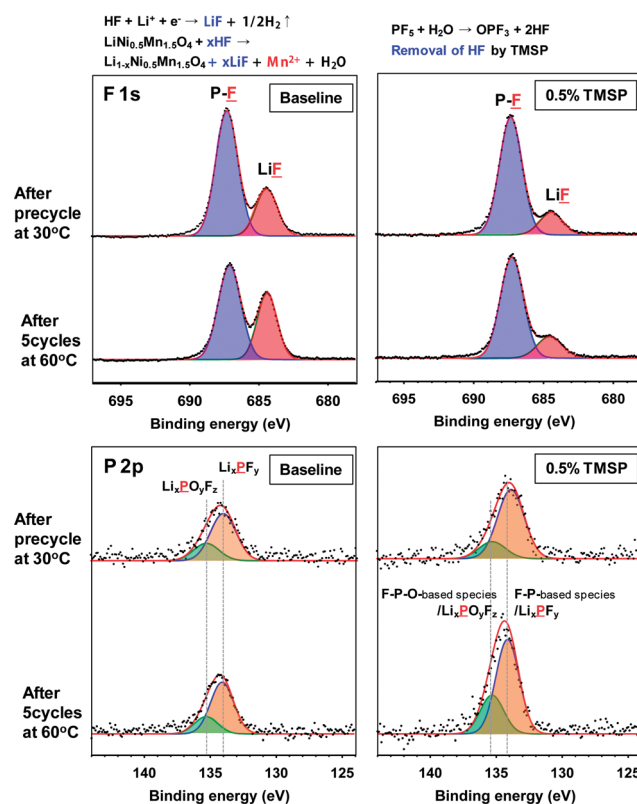 HF + Li⁺ + e⁻ → LiF + 1/2H₂ ↑
LiNi₀.₅Mn₁.₅O₄ + xHF →
Li₁₋ₓNi₀.₅Mn₁.₅O₄ + xLiF + Mn²⁺ + H₂O
PF₅ + H₂O → OPF₃ + 2HF
Removal of HF by TMSP
F 1s
Baseline
P-F
LiF
0.5% TMSP
P-F
LiF
After
precycle
at 30°C
After
5cycles
at 60°C
695 690 685 680
Binding energy (eV)
695 690 685 680
Binding energy (eV)
P 2p
Baseline
LiₓPFᵧ
LiₓPOᵧF_z
0.5% TMSP
After
precycle
at 30°C
F-P-O-based species
/LiₓPOᵧF_z
F-P-based species
/LiₓPFᵧ
After
5cycles
at 60°C
140 135 130 125
Binding energy (eV)
140 135 130 125
Binding energy (eV)